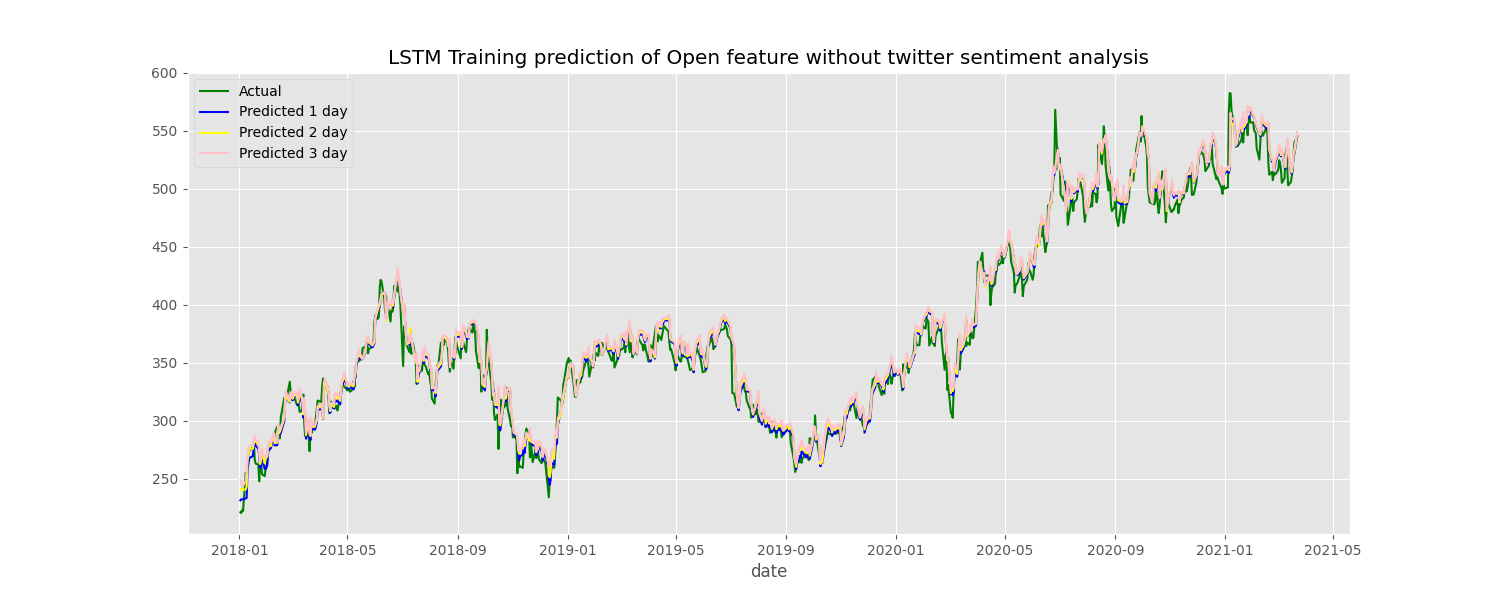 LSTM Training prediction of Open feature without twitter sentiment analysis
600
550
500
450
400
350
300
250
Actual
Predicted 1 day
Predicted 2 day
Predicted 3 day
2018-01 2018-05 2018-09 2019-01 2019-05 2019-09 2020-01 2020-05 2020-09 2021-01 2021-05
date